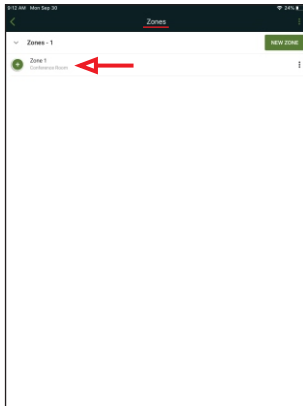 9:12 AM Mon Sep 30
24%
Zones
Zones - 1
NEW ZONE
Zone 1
Conference Room